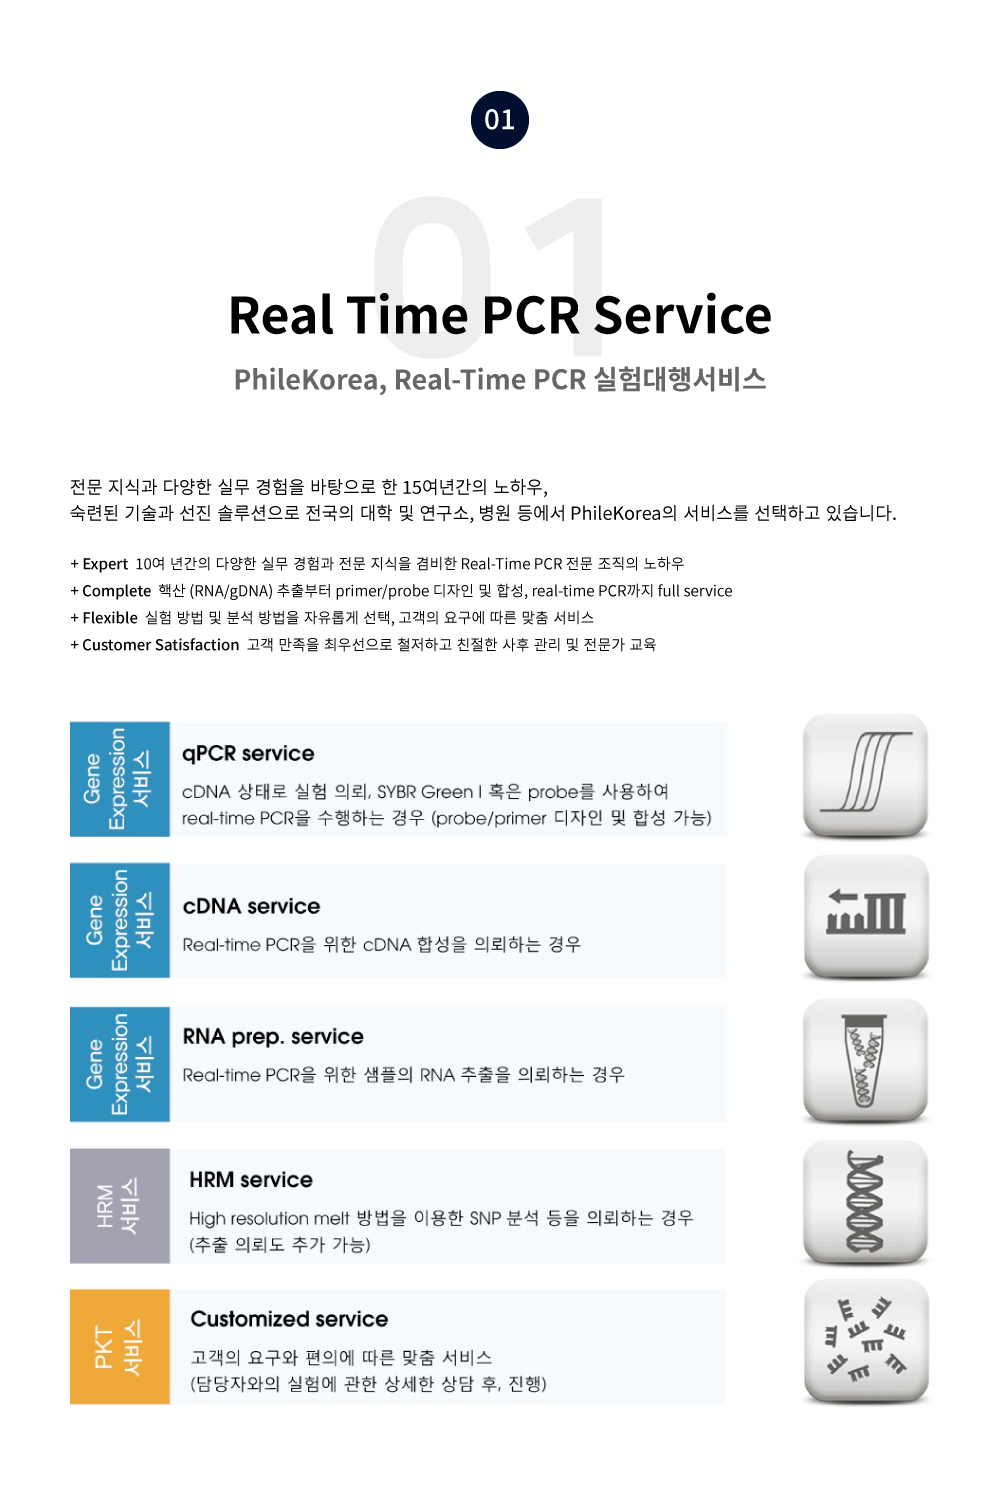 01
01
Real Time PCR Service
PhileKorea, Real-Time PCR 실험대행서비스
전문 지식과 다양한 실무 경험을 바탕으로 한 15여년간의 노하우,
숙련된 기술과 선진 솔루션으로 전국의 대학 및 연구소, 병원 등에서 PhileKorea의 서비스를 선택하고 있습니다.
+ Expert 10여 년간의 다양한 실무 경험과 전문 지식을 겸비한 Real-Time PCR 전문 조직의 노하우
+ Complete 핵산 (RNA/gDNA) 추출부터 primer/probe 디자인 및 합성, real-time PCR까지 full service
+ Flexible 실험 방법 및 분석 방법을 자유롭게 선택, 고객의 요구에 따른 맞춤 서비스
+ Customer Satisfaction 고객 만족을 최우선으로 철저하고 친절한 사후 관리 및 전문가 교육
Gene
Expression
서비스
qPCR service
cDNA 상태로 실험 의뢰, SYBR Green I 혹은 probe를 사용하여
real-time PCR을 수행하는 경우 (probe/primer 디자인 및 합성 가능)
Gene
Expression
서비스
cDNA service
Real-time PCR을 위한 cDNA 합성을 의뢰하는 경우
Gene
Expression
서비스
RNA prep. service
Real-time PCR을 위한 샘플의 RNA 추출을 의뢰하는 경우
HRM
서비스
HRM service
High resolution melt 방법을 이용한 SNP 분석 등을 의뢰하는 경우
(추출 의뢰도 추가 가능)
PKT
서비스
Customized service
고객의 요구와 편의에 따른 맞춤 서비스
(담당자와의 실험에 관한 상세한 상담 후, 진행)